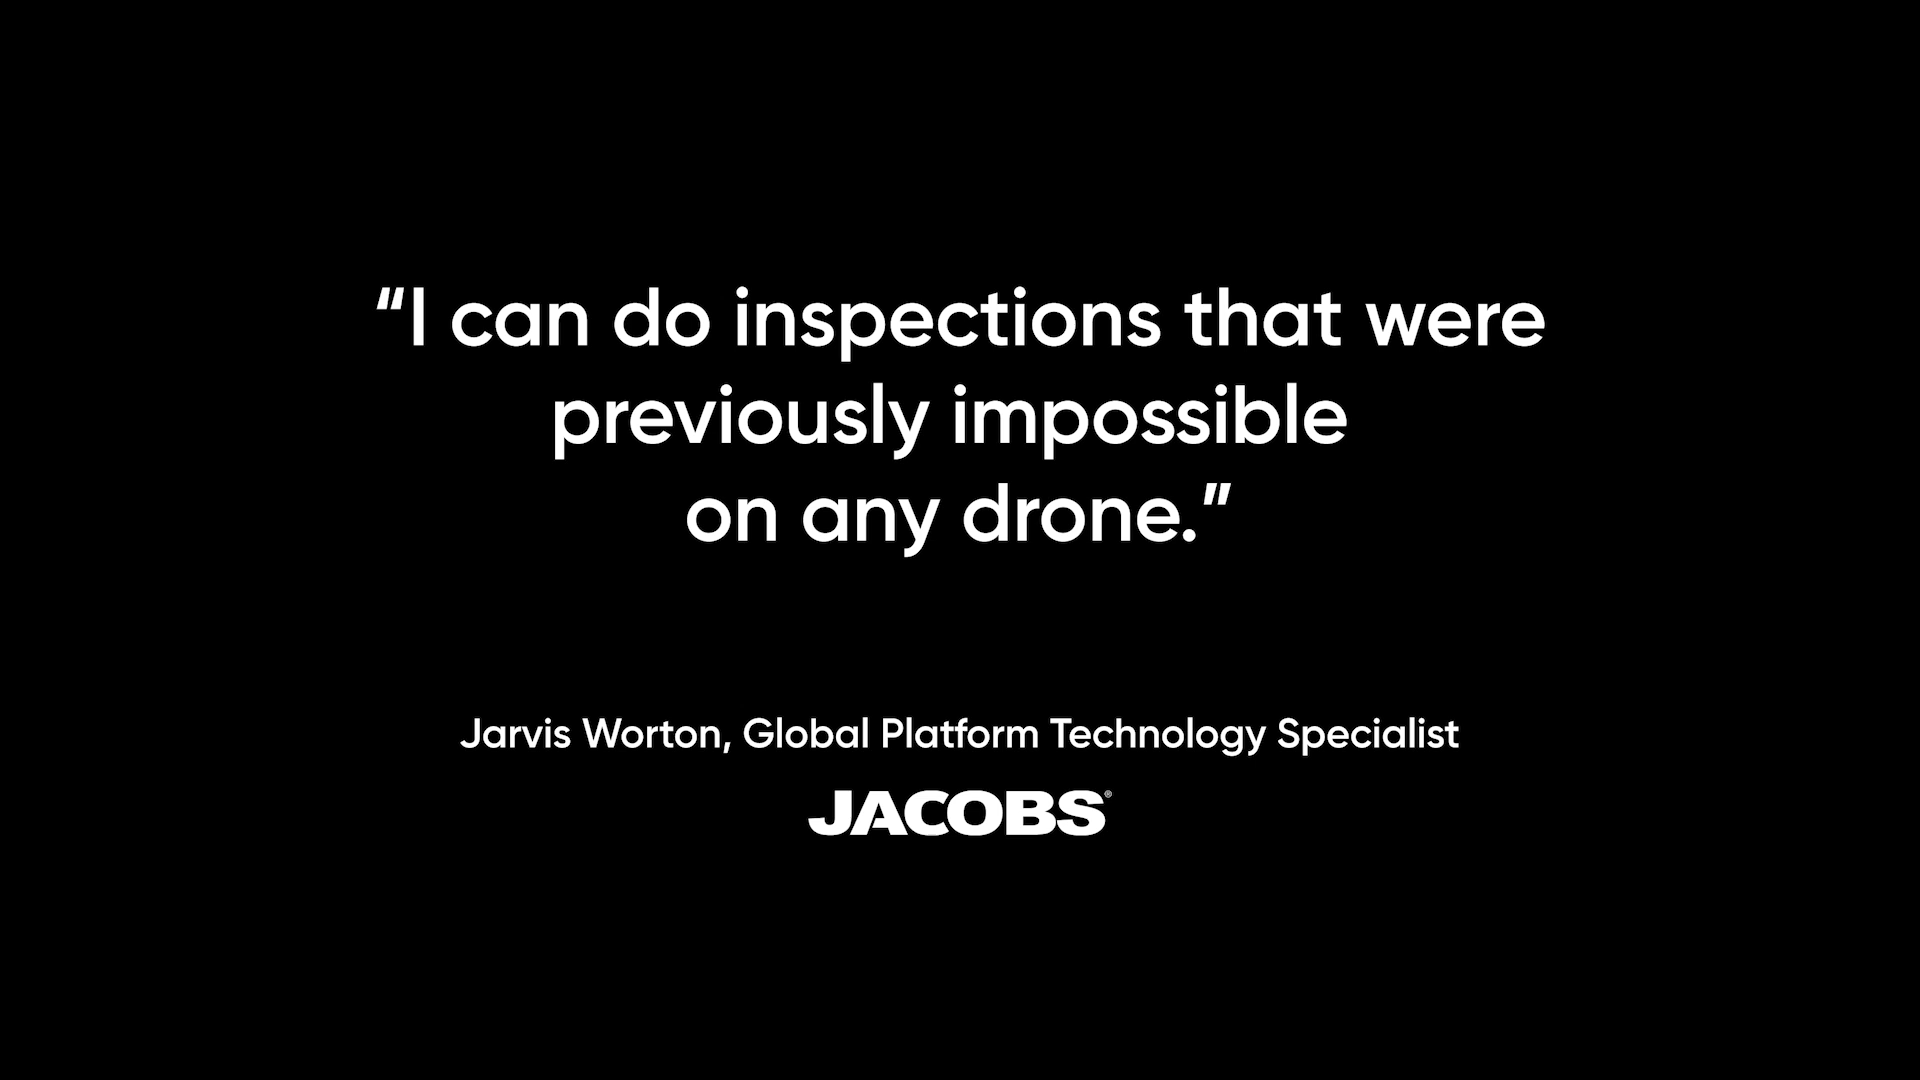 “I can do inspections that were
previously impossible
on any drone.”
Jarvis Worton, Global Platform Technology Specialist
JACOBS®